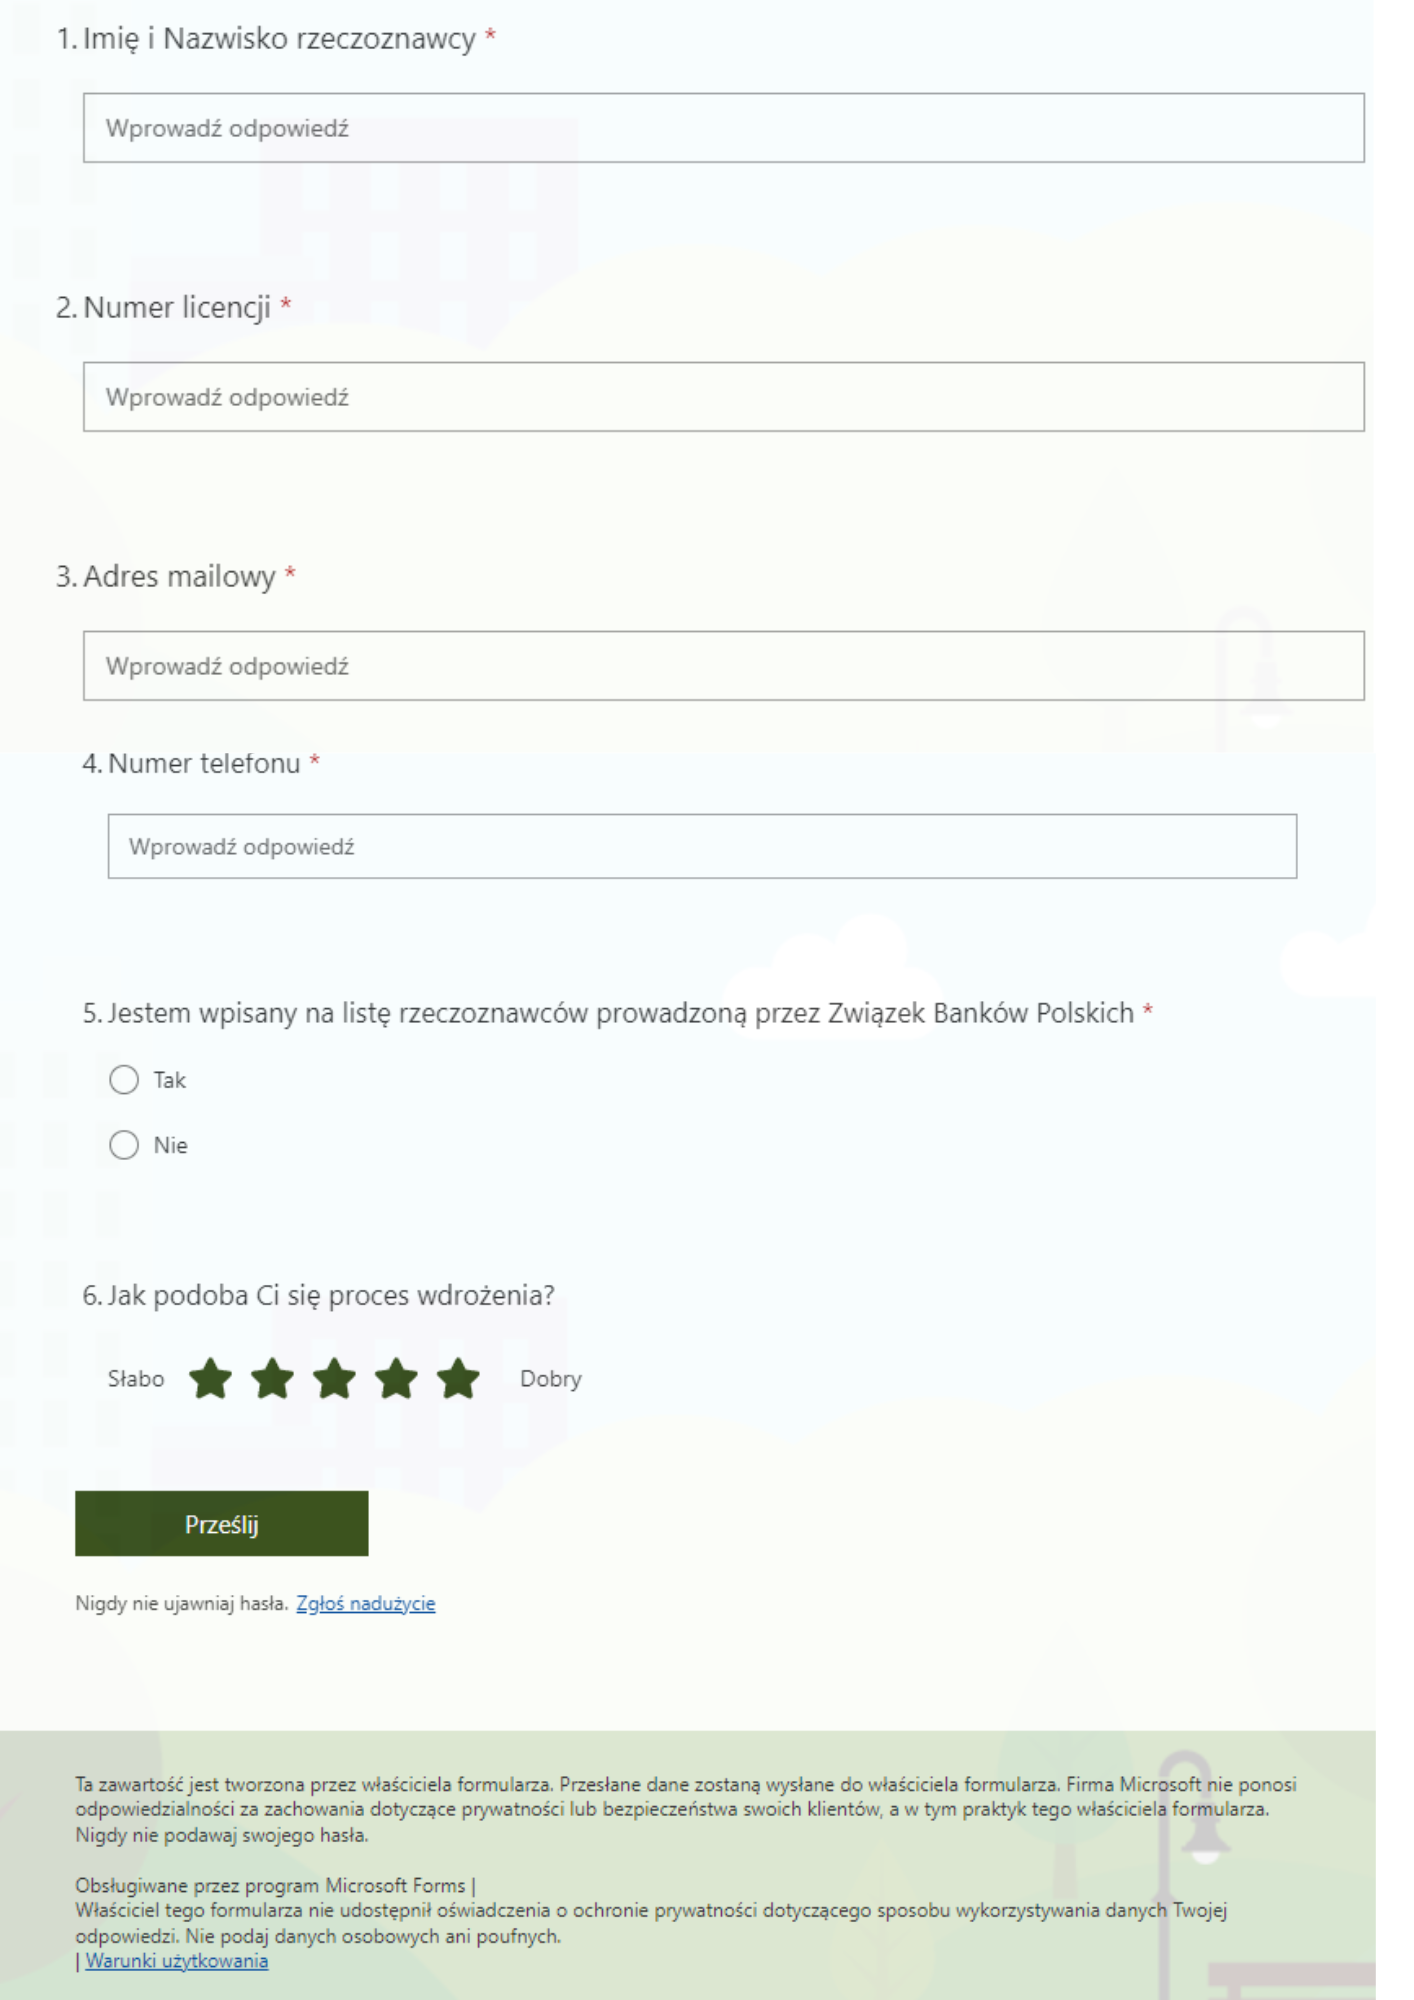 1. Imię i Nazwisko rzeczoznawcy *
Wprowadź odpowiedź
2. Numer licencji *
Wprowadź odpowiedź
3. Adres mailowy *
Wprowadź odpowiedź
4. Numer telefonu *
Wprowadź odpowiedź
5. Jestem wpisany na listę rzeczoznawców prowadzoną przez Związek Banków Polskich *
Tak
Nie
6. Jak podoba Ci się proces wdrożenia?
Słabo Dobry
Prześlij
Nigdy nie ujawniaj hasła. Zgłoś nadużycie
Ta zawartość jest tworzona przez właściciela formularza. Przesłane dane zostaną wysłane do właściciela formularza. Firma Microsoft nie ponosi
odpowiedzialności za zachowania dotyczące prywatności lub bezpieczeństwa swoich klientów, a w tym praktyk tego właściciela formularza.
Nigdy nie podawaj swojego hasła.
Obsługiwane przez program Microsoft Forms |
Właściciel tego formularza nie udostępnił oświadczenia o ochronie prywatności dotyczącego sposobu wykorzystywania danych Twojej
odpowiedzi. Nie podaj danych osobowych ani poufnych.
| Warunki użytkowania